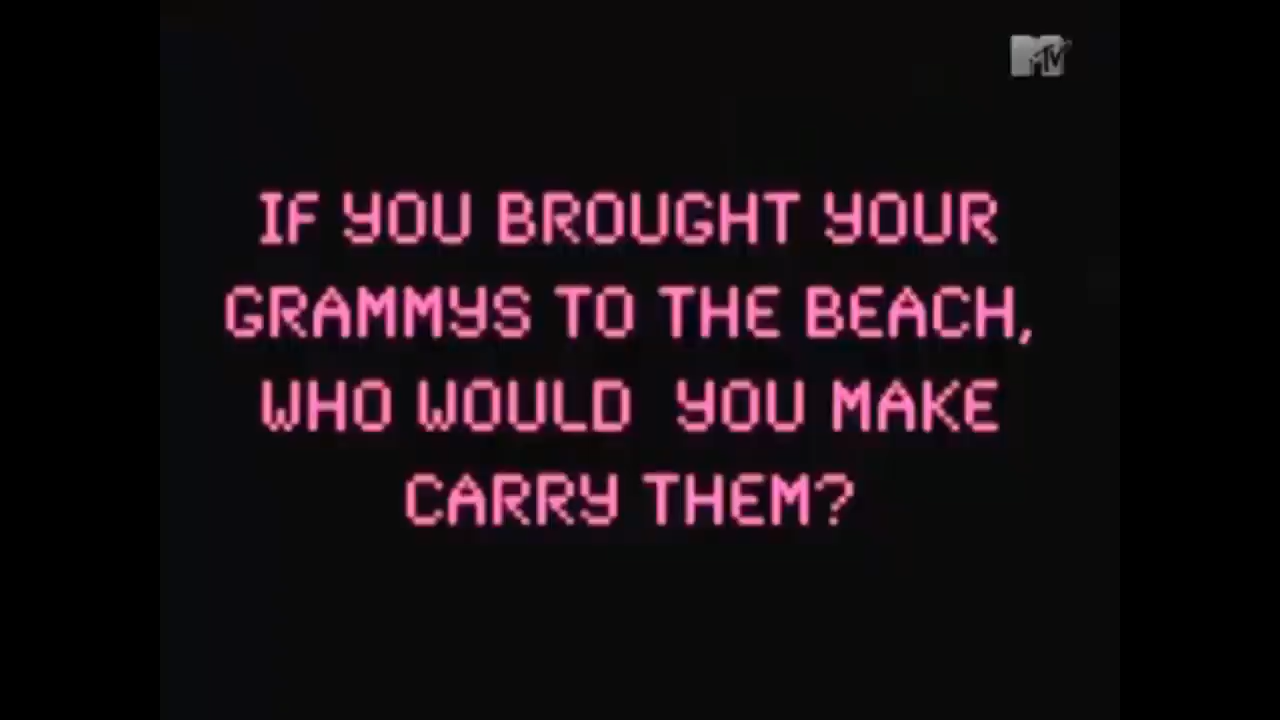 MTV
IF YOU BROUGHT YOUR
GRAMMYS TO THE BEACH,
WHO WOULD YOU MAKE
CARRY THEM?